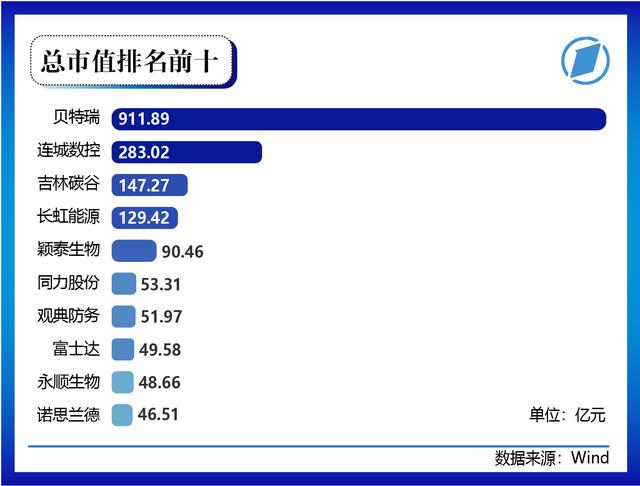 总市值排名前十
贝特瑞 911.89
连城数控 283.02
吉林碳谷 147.27
长虹能源 129.42
颖泰生物 90.46
同力股份 53.31
观典防务 51.97
富士达 49.58
永顺生物 48.66
诺思兰德 46.51
单位：亿元
数据来源：Wind